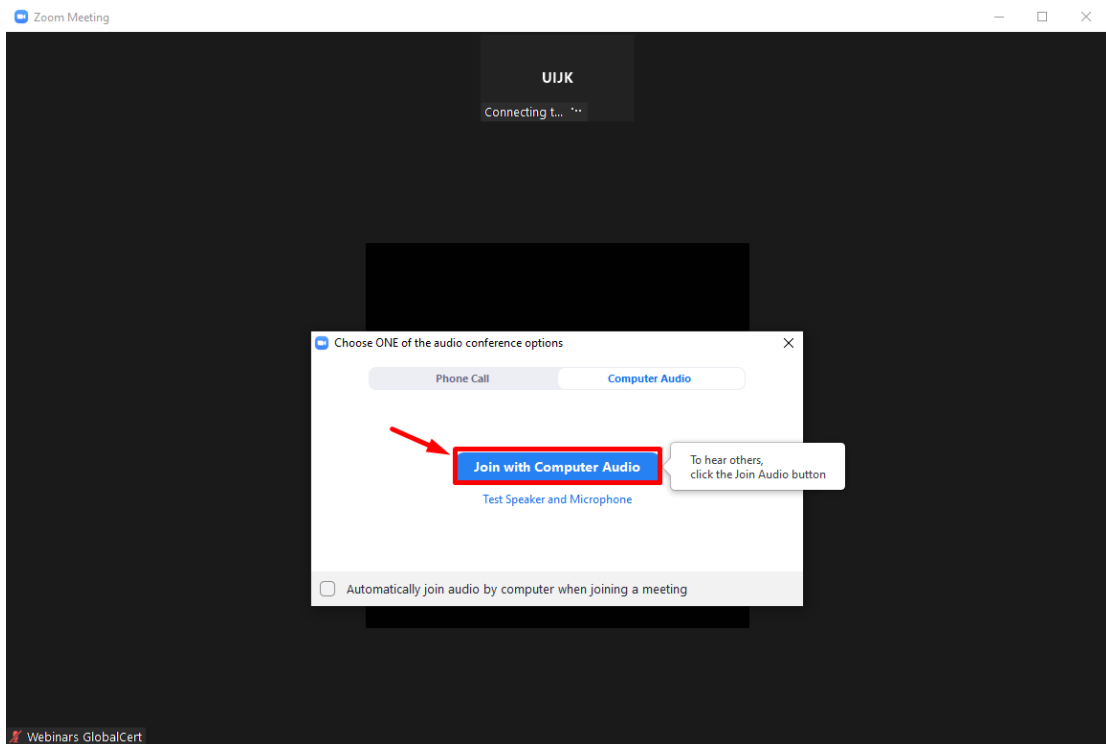 Zoom Meeting
UIJK
Connecting t... ...
Choose ONE of the audio conference options
Phone Call
Computer Audio
Join with Computer Audio
To hear others,
click the Join Audio button
Test Speaker and Microphone
Automatically join audio by computer when joining a meeting
Webinars GlobalCert